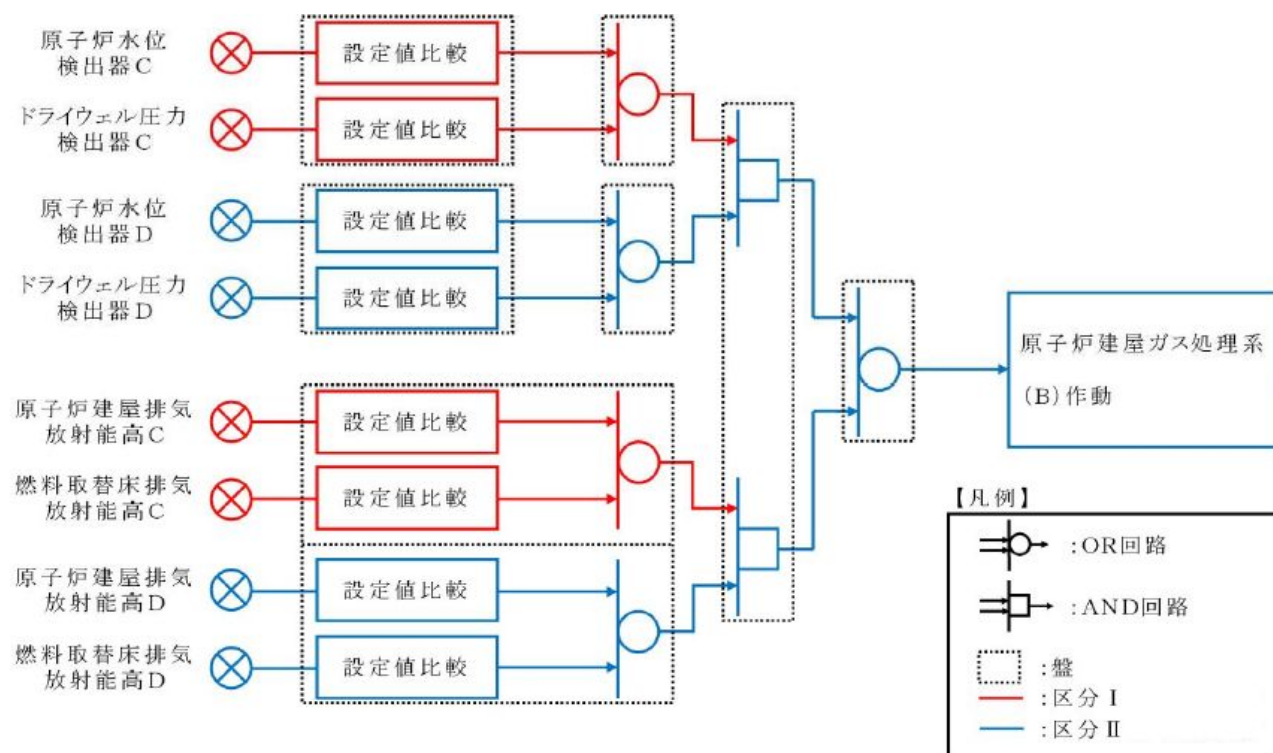 原子炉水位
検出器C
設定値比較
ドライウェル圧力
検出器C
設定値比較
原子炉水位
検出器D
設定値比較
ドライウェル圧力
検出器D
設定値比較
原子炉建屋排気
放射能高C
設定値比較
燃料取替床排気
放射能高C
設定値比較
原子炉建屋排気
放射能高D
設定値比較
燃料取替床排気
放射能高D
設定値比較
原子炉建屋ガス処理系
(B)作動
【凡例】
:OR回路
:AND回路
:盤
:区分Ⅰ
:区分Ⅱ